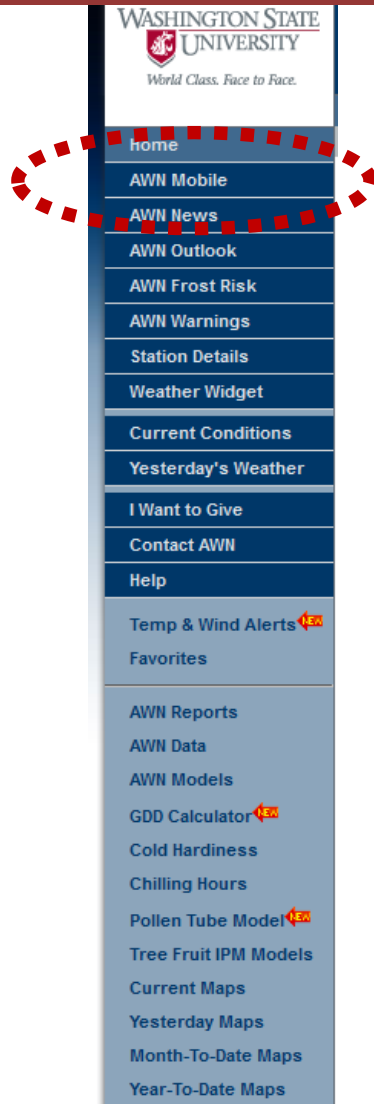 WASHINGTON STATE
UNIVERSITY
World Class. Face to Face.
Home
AWN Mobile
AWN News
AWN Outlook
AWN Frost Risk
AWN Warnings
Station Details
Weather Widget
Current Conditions
Yesterday's Weather
I Want to Give
Contact AWN
Help
Temp & Wind Alerts NEW
Favorites
AWN Reports
AWN Data
AWN Models
GDD Calculator NEW
Cold Hardiness
Chilling Hours
Pollen Tube Model NEW
Tree Fruit IPM Models
Current Maps
Yesterday Maps
Month-To-Date Maps
Year-To-Date Maps